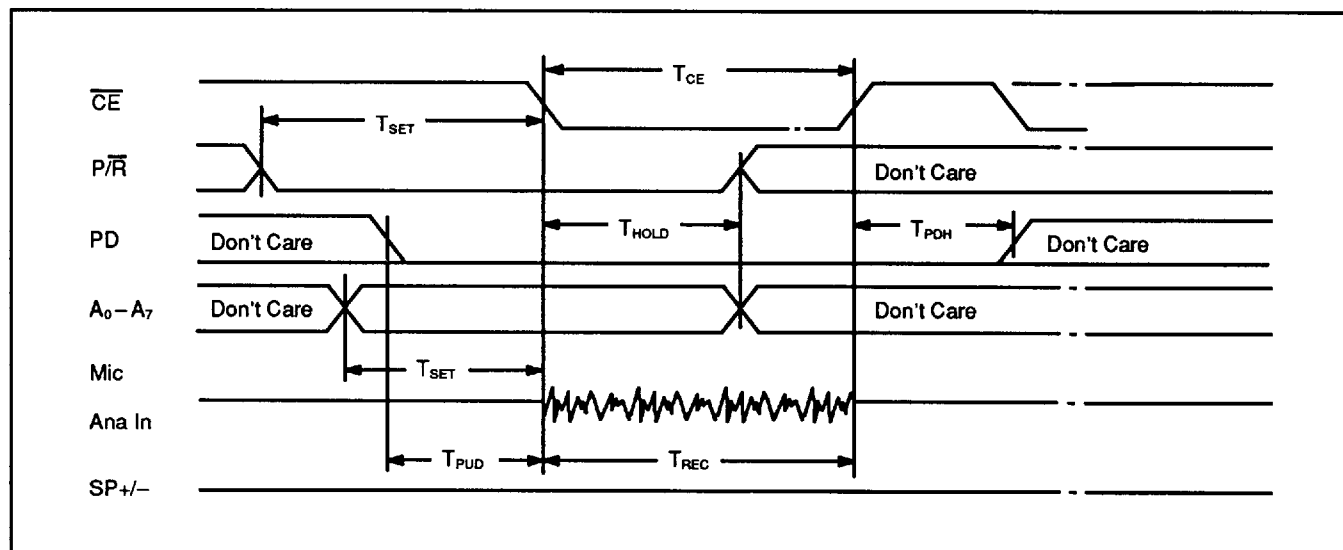 T_CE
C̅E̅
T_SET
P/R̅
Don't Care
PD
Don't Care
T_HOLD
T_PDH
Don't Care
A₀–A₇
Don't Care
Don't Care
Mic
T_SET
Ana In
T_PUD
T_REC
SP+/−